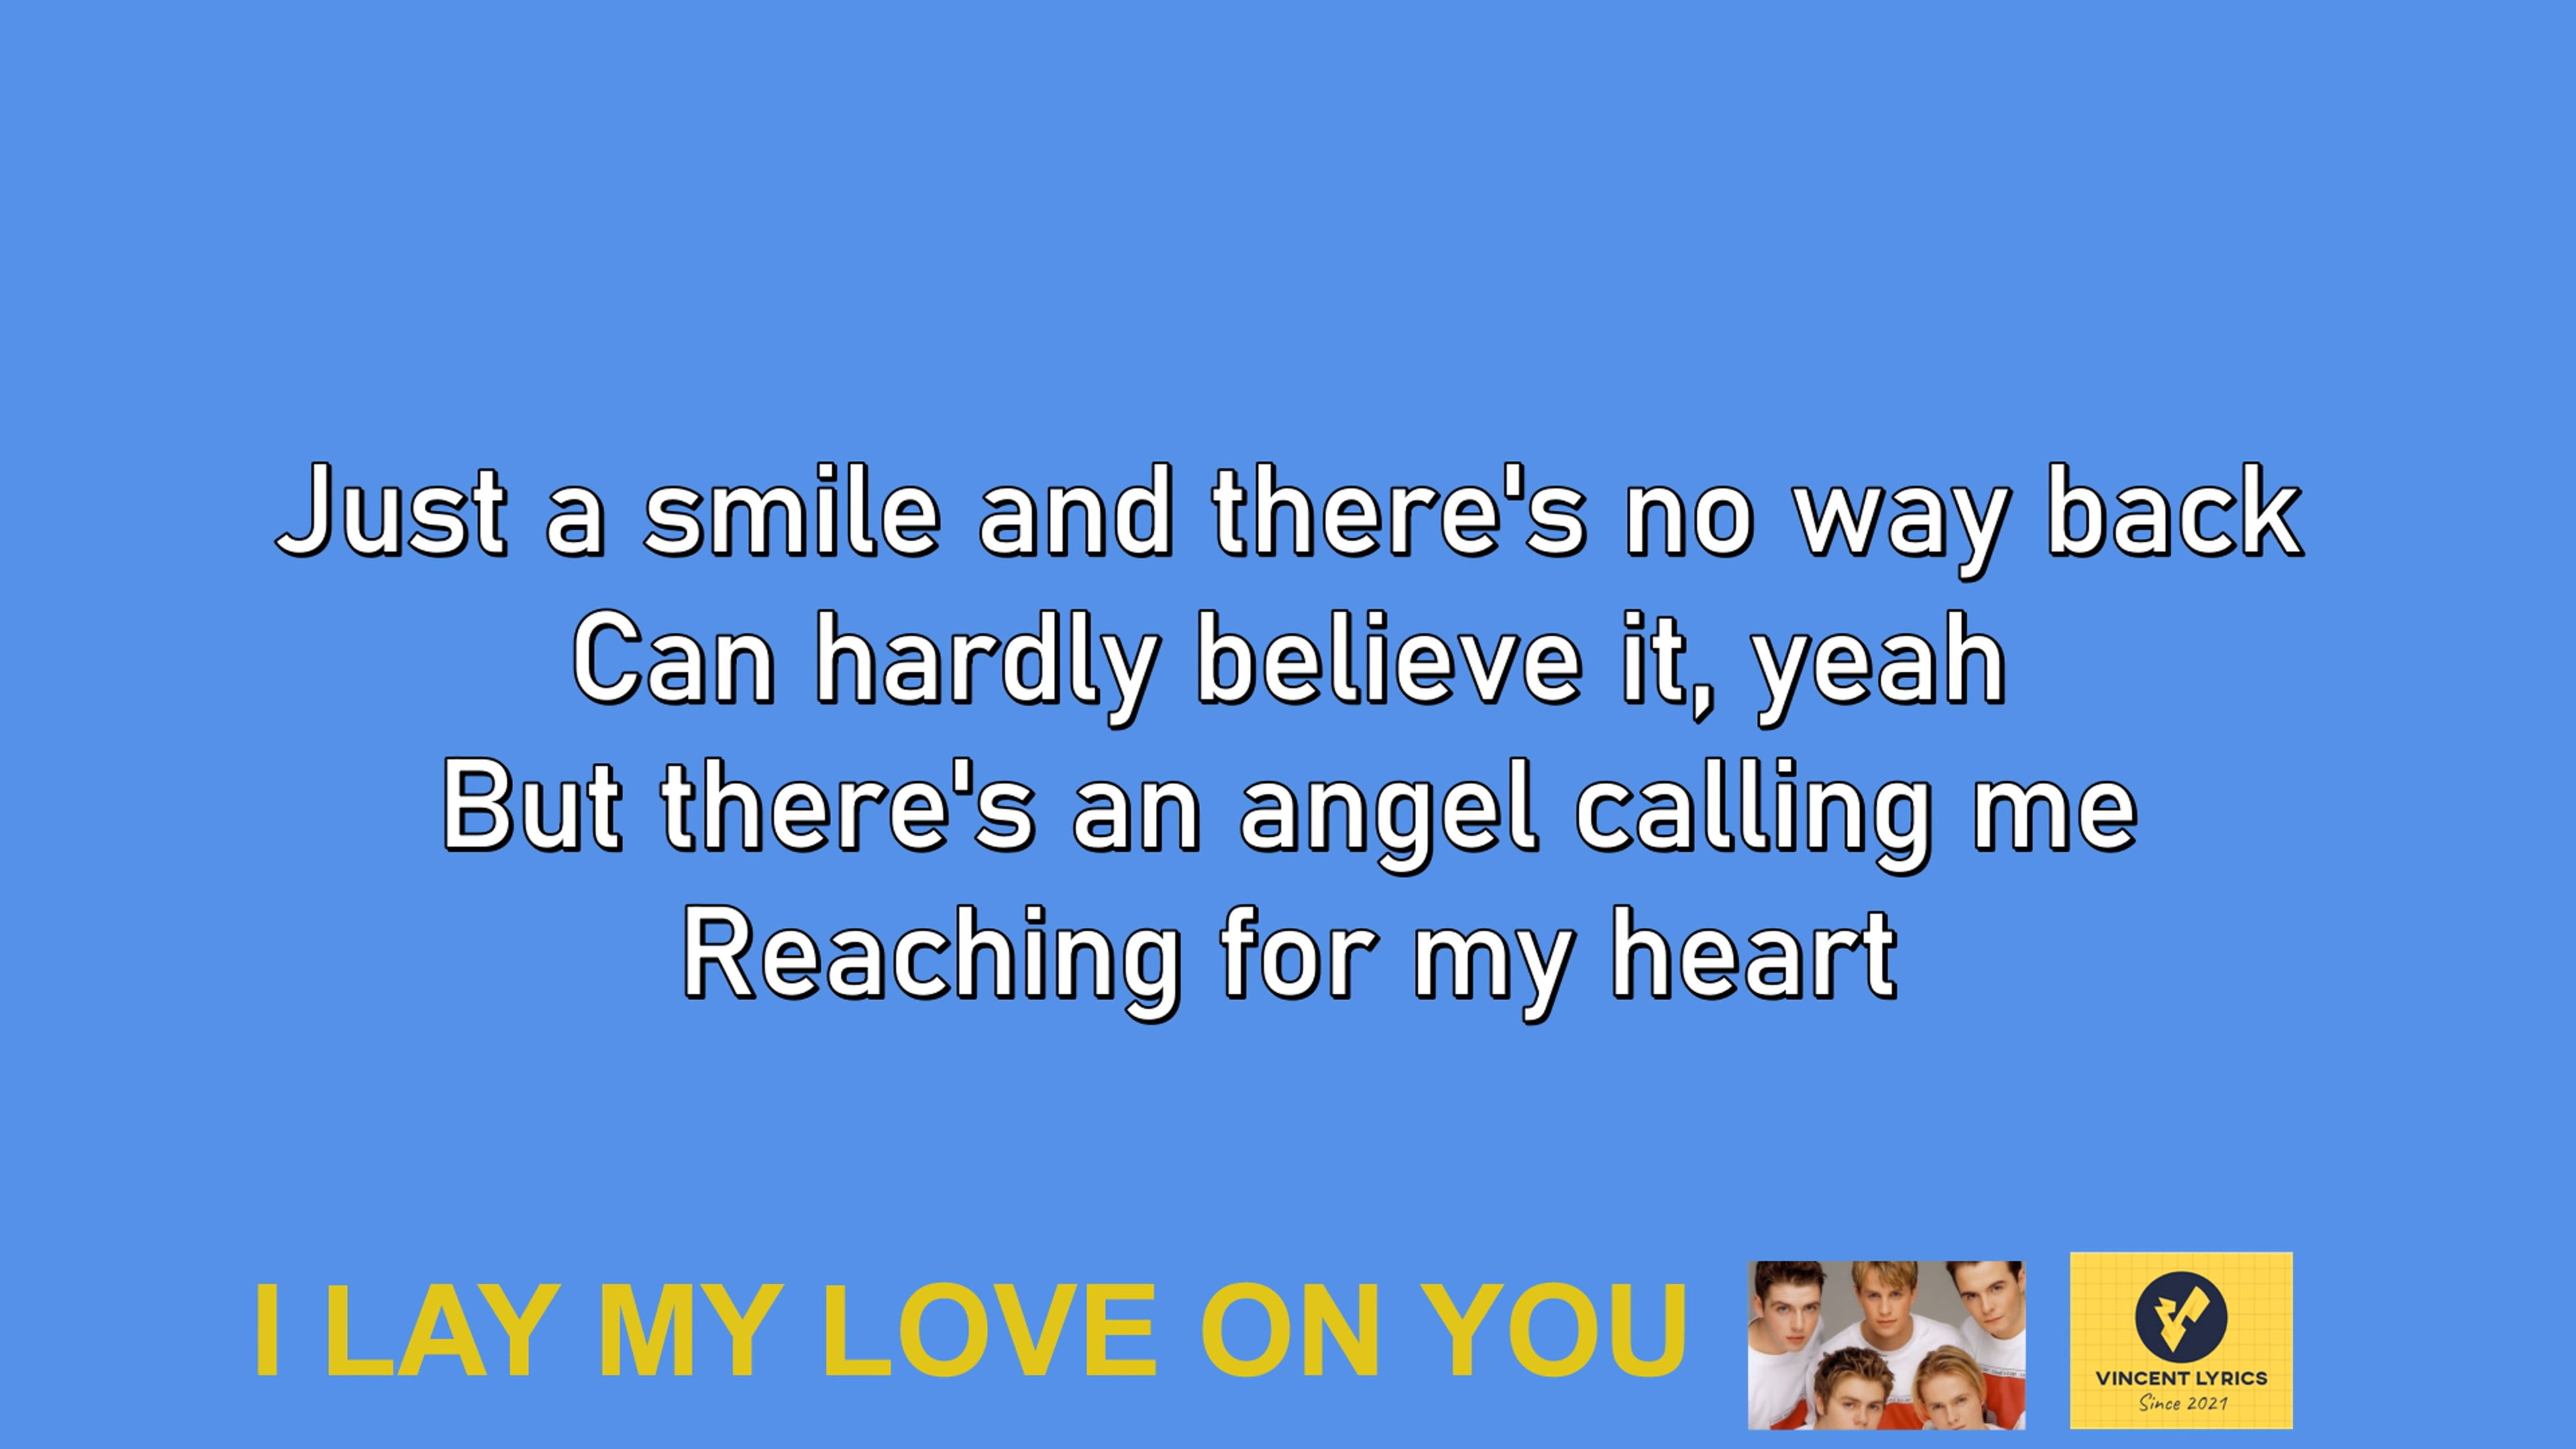 Just a smile and there's no way back
Can hardly believe it, yeah
But there's an angel calling me
Reaching for my heart
I LAY MY LOVE ON YOU
VINCENT LYRICS
Since 2021